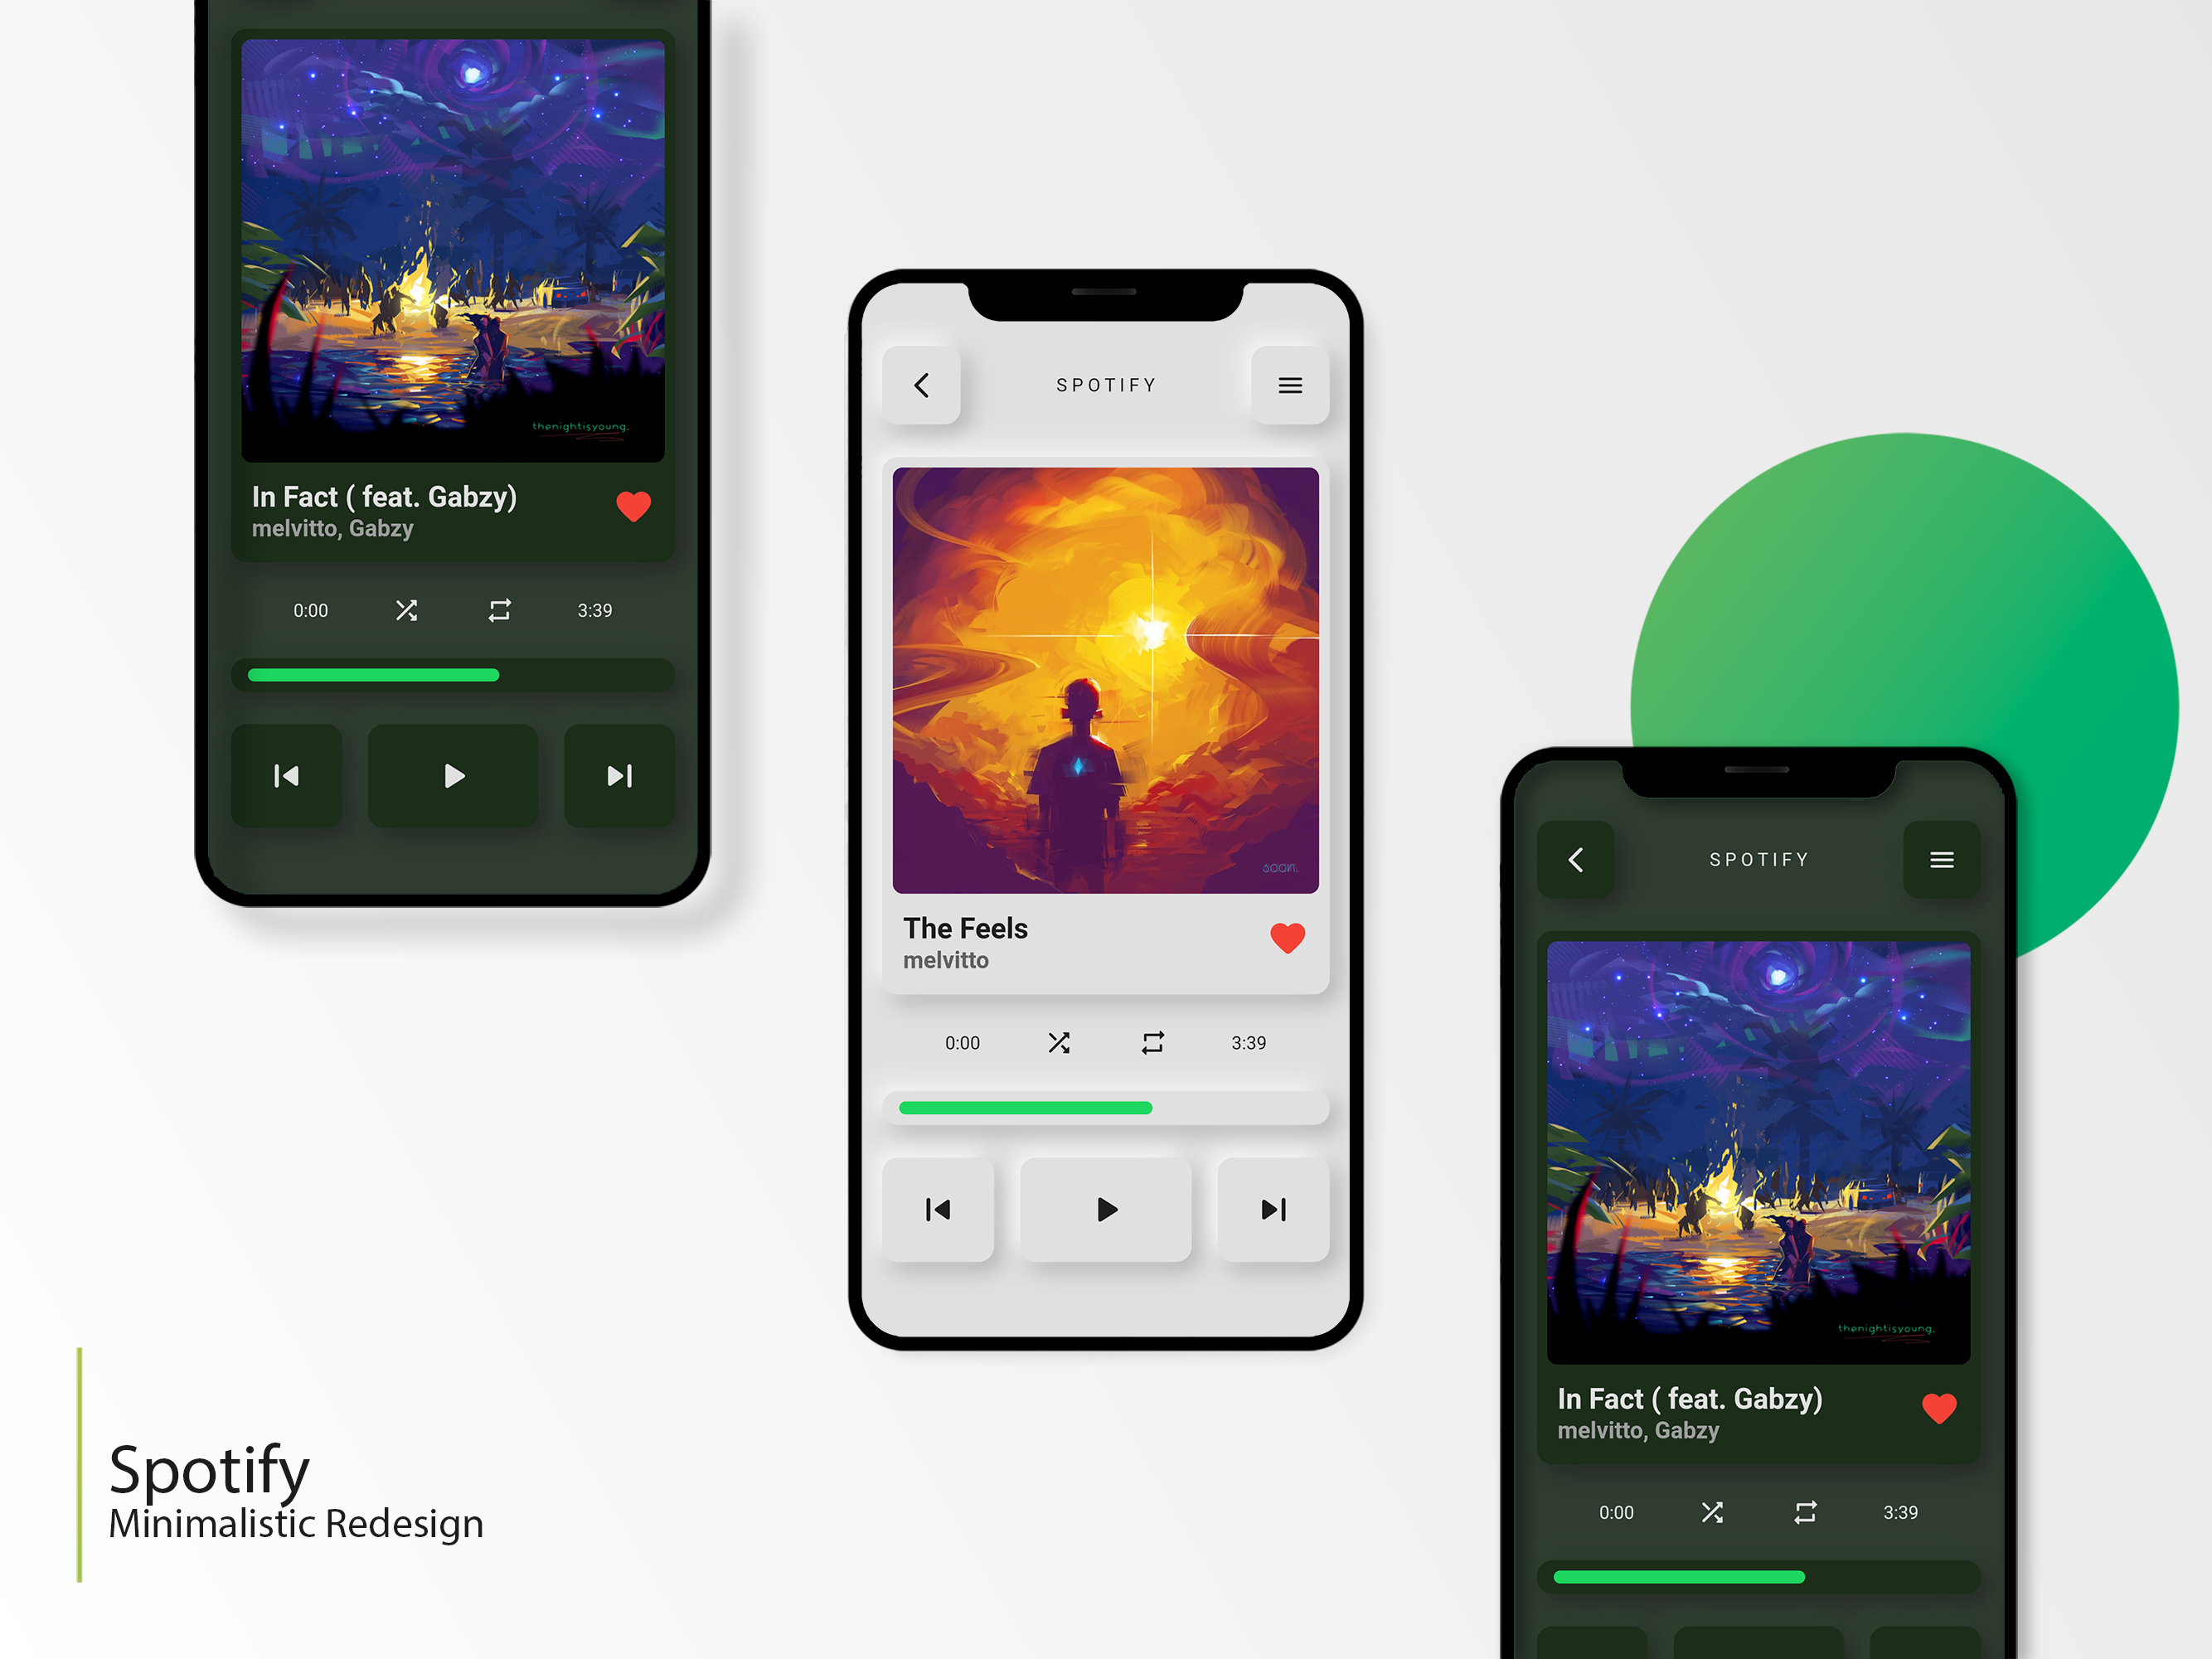 thenightisyoung.
In Fact ( feat. Gabzy)
melvitto, Gabzy
0:00
3:39
SPOTIFY
soon.
The Feels
melvitto
0:00
3:39
SPOTIFY
thenightisyoung.
In Fact ( feat. Gabzy)
melvitto, Gabzy
0:00
3:39
Spotify
Minimalistic Redesign